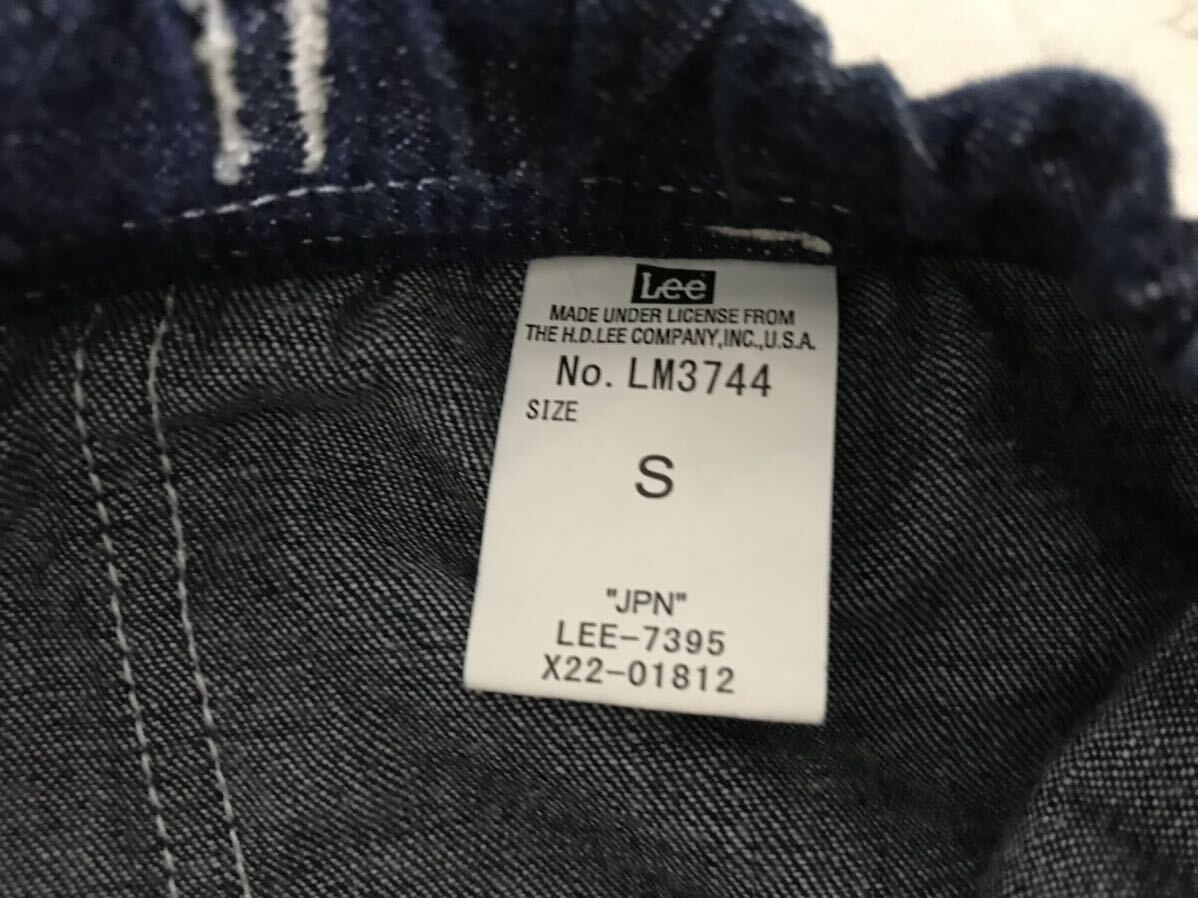 Lee
MADE UNDER LICENSE FROM
THE H.D.LEE COMPANY,INC.,U.S.A.
No. LM3744
SIZE
S
"JPN"
LEE-7395
X22-01812